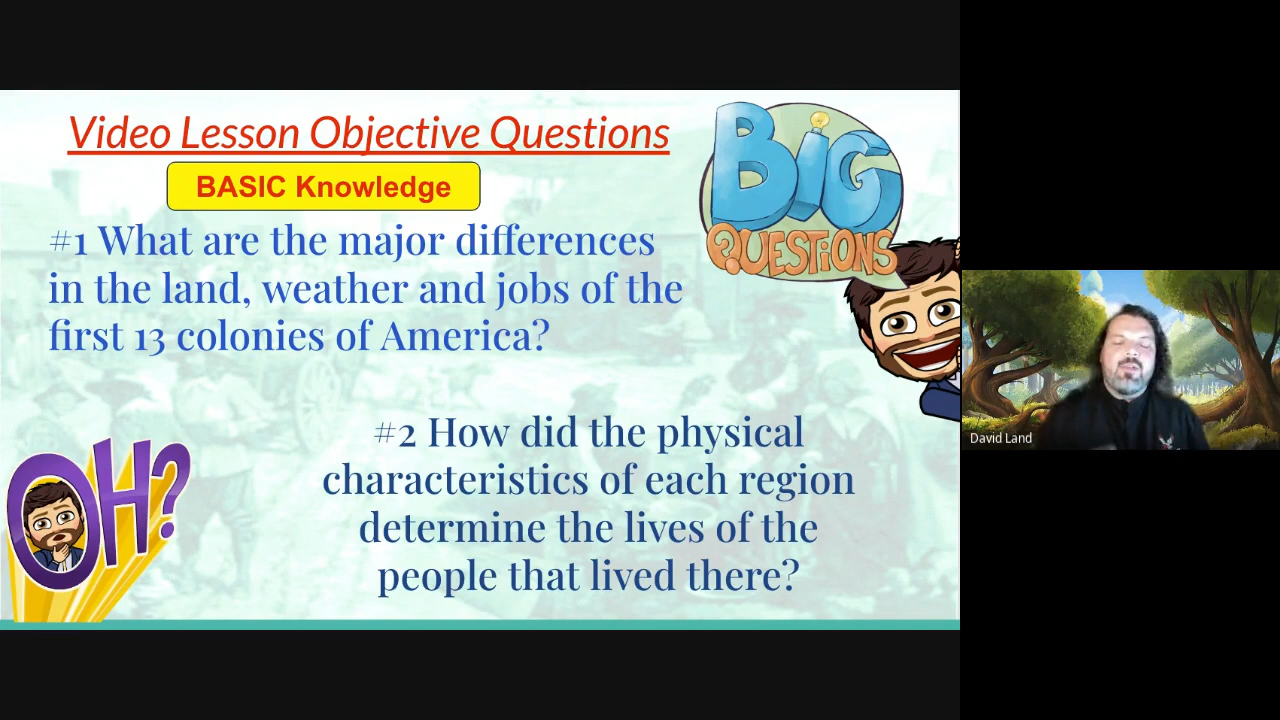 Video Lesson Objective Questions
BASIC Knowledge
#1 What are the major differences
in the land, weather and jobs of the
first 13 colonies of America?
BIG
QUESTIONS
#2 How did the physical
characteristics of each region
determine the lives of the
people that lived there?
OH?
David Land